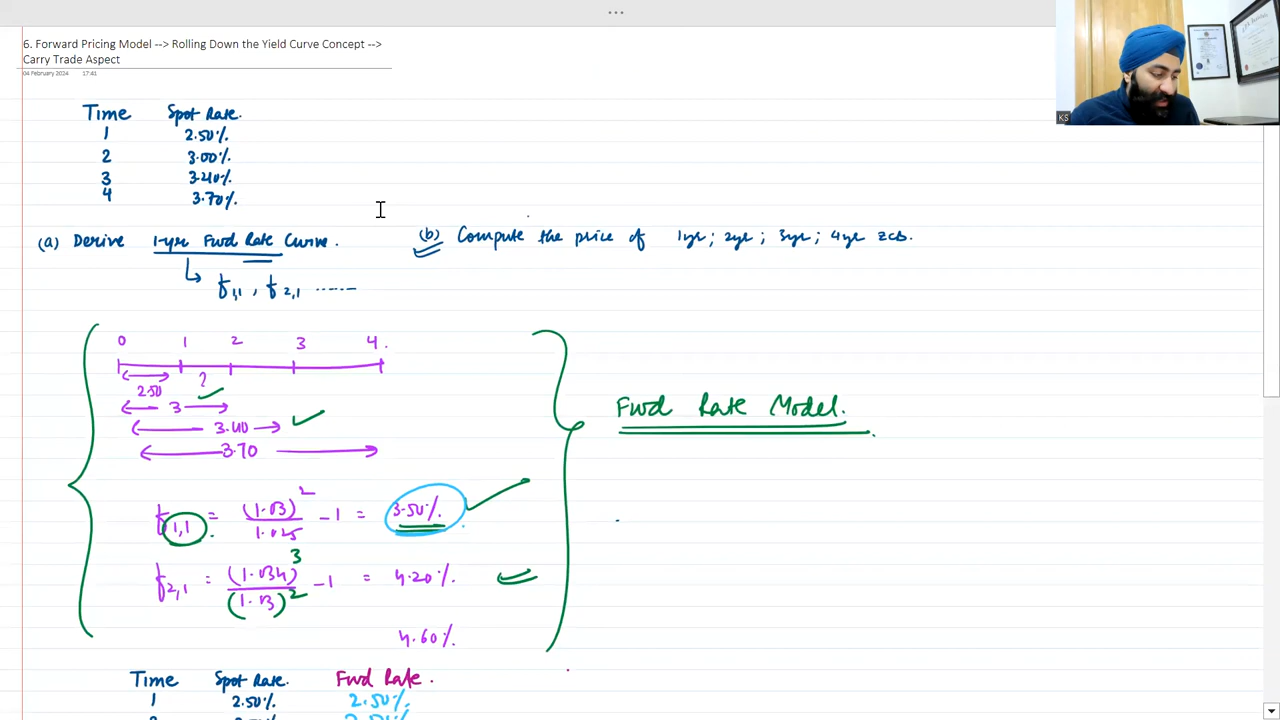 6. Forward Pricing Model --> Rolling Down the Yield Curve Concept -->
Carry Trade Aspect
04 February 2024 17:41
KS
Time Spot Rate.
1 2.50%.
2 3.00%.
3 3.40%.
4 3.70%.
(a) Derive 1-year Fwd Rate Curve.
(b) Compute the price of 1yr; 2yr; 3yr; 4yr ZCB.
↳ f1,1 , f2,1 ......
0 1 2 3 4.
2.50 ?
3
3.40
3.70
Fwd Rate Model.
f1,1 = (1.03)^2 / 1.025 - 1 = 3.50%.
f2,1 = (1.034)^3 / (1.03)^2 - 1 = 4.20%.
4.60%.
Time Spot Rate. Fwd Rate.
1 2.50%. 2.50%.